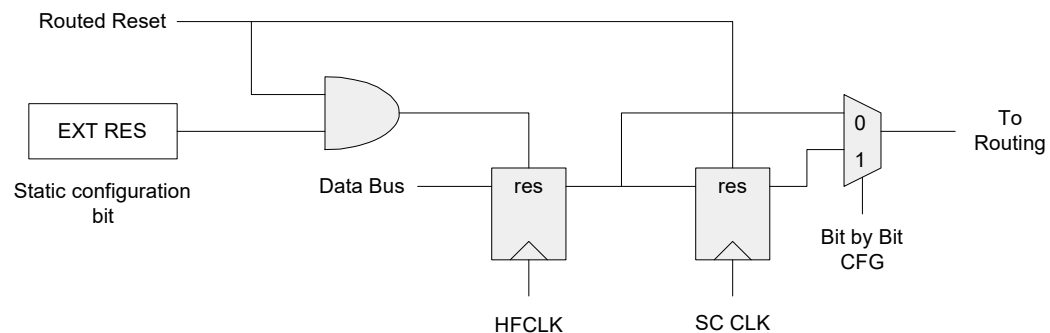 Routed Reset
EXT RES
Static configuration
bit
Data Bus
res
res
0
1
To
Routing
Bit by Bit
CFG
HFCLK
SC CLK